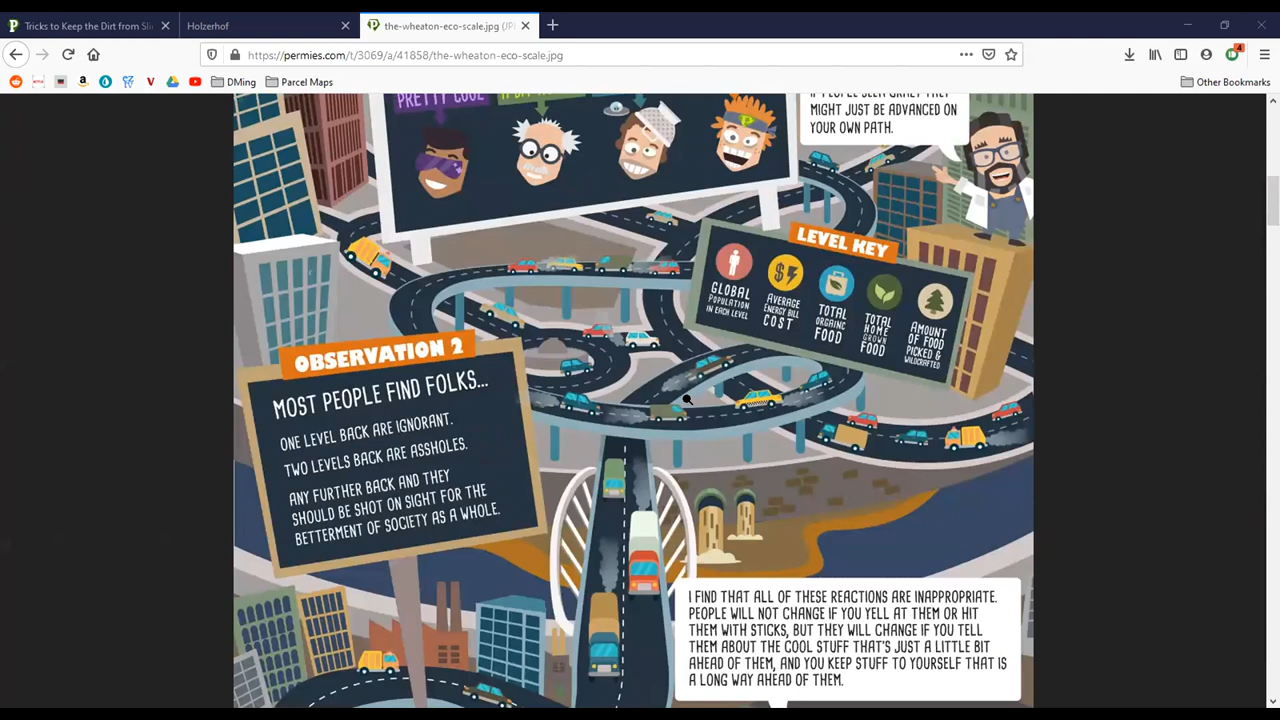 Tricks to Keep the Dirt from Sli
Holzerhof
the-wheaton-eco-scale.jpg (JP
https://permies.com/t/3069/a/41858/the-wheaton-eco-scale.jpg
4
DMing
Parcel Maps
Other Bookmarks
PRETTY COOL
MIGHT JUST BE ADVANCED ON
YOUR OWN PATH.
LEVEL KEY
GLOBAL
POPULATION
IN EACH LEVEL
AVERAGE
ENERGY BILL
COST
TOTAL
ORGANIC
FOOD
TOTAL
HOME
GROWN
FOOD
AMOUNT
OF FOOD
PICKED &
WILDCRAFTED
OBSERVATION 2
MOST PEOPLE FIND FOLKS...
ONE LEVEL BACK ARE IGNORANT.
TWO LEVELS BACK ARE ASSHOLES.
ANY FURTHER BACK AND THEY
SHOULD BE SHOT ON SIGHT FOR THE
BETTERMENT OF SOCIETY AS A WHOLE.
I FIND THAT ALL OF THESE REACTIONS ARE INAPPROPRIATE.
PEOPLE WILL NOT CHANGE IF YOU YELL AT THEM OR HIT
THEM WITH STICKS, BUT THEY WILL CHANGE IF YOU TELL
THEM ABOUT THE COOL STUFF THAT'S JUST A LITTLE BIT
AHEAD OF THEM, AND YOU KEEP STUFF TO YOURSELF THAT IS
A LONG WAY AHEAD OF THEM.